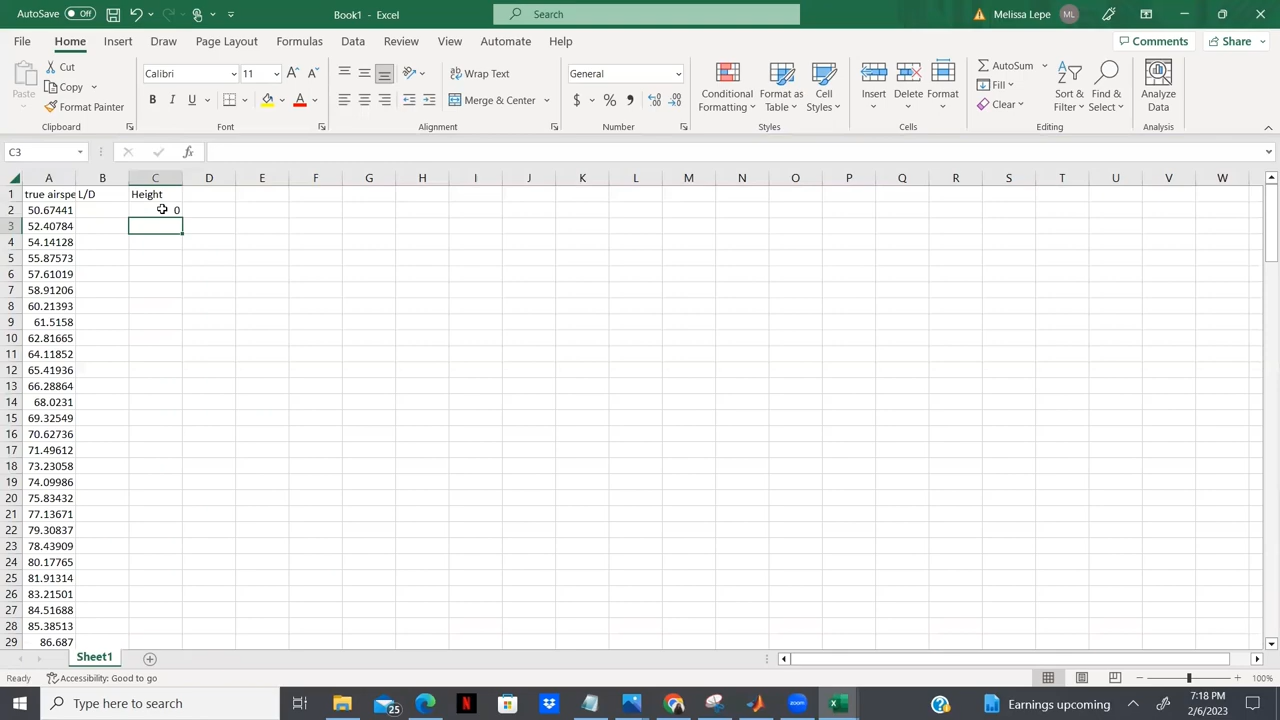 AutoSave Off Book1 - Excel Search Melissa Lepe ML
File Home Insert Draw Page Layout Formulas Data Review View Automate Help Comments Share
Paste Cut Copy Format Painter Clipboard
Calibri 11 B I U Font
Wrap Text Merge & Center Alignment
General $ % Number
Conditional Formatting Format as Table Cell Styles Styles
Insert Delete Format Cells
AutoSum Fill Clear Sort & Filter Find & Select Editing
Analyze Data Analysis
C3 fx
A B C D E F G H I J K L M N O P Q R S T U V W
1 true airspe L/D Height
2 50.67441 0
3 52.40784
4 54.14128
5 55.87573
6 57.61019
7 58.91206
8 60.21393
9 61.5158
10 62.81665
11 64.11852
12 65.41936
13 66.28864
14 68.0231
15 69.32549
16 70.62736
17 71.49612
18 73.23058
19 74.09986
20 75.83432
21 77.13671
22 79.30837
23 78.43909
24 80.17765
25 81.91314
26 83.21501
27 84.51688
28 85.38513
29 86.687
Sheet1
Ready Accessibility: Good to go 100%
Type here to search 25 Earnings upcoming 7:18 PM
2/6/2023